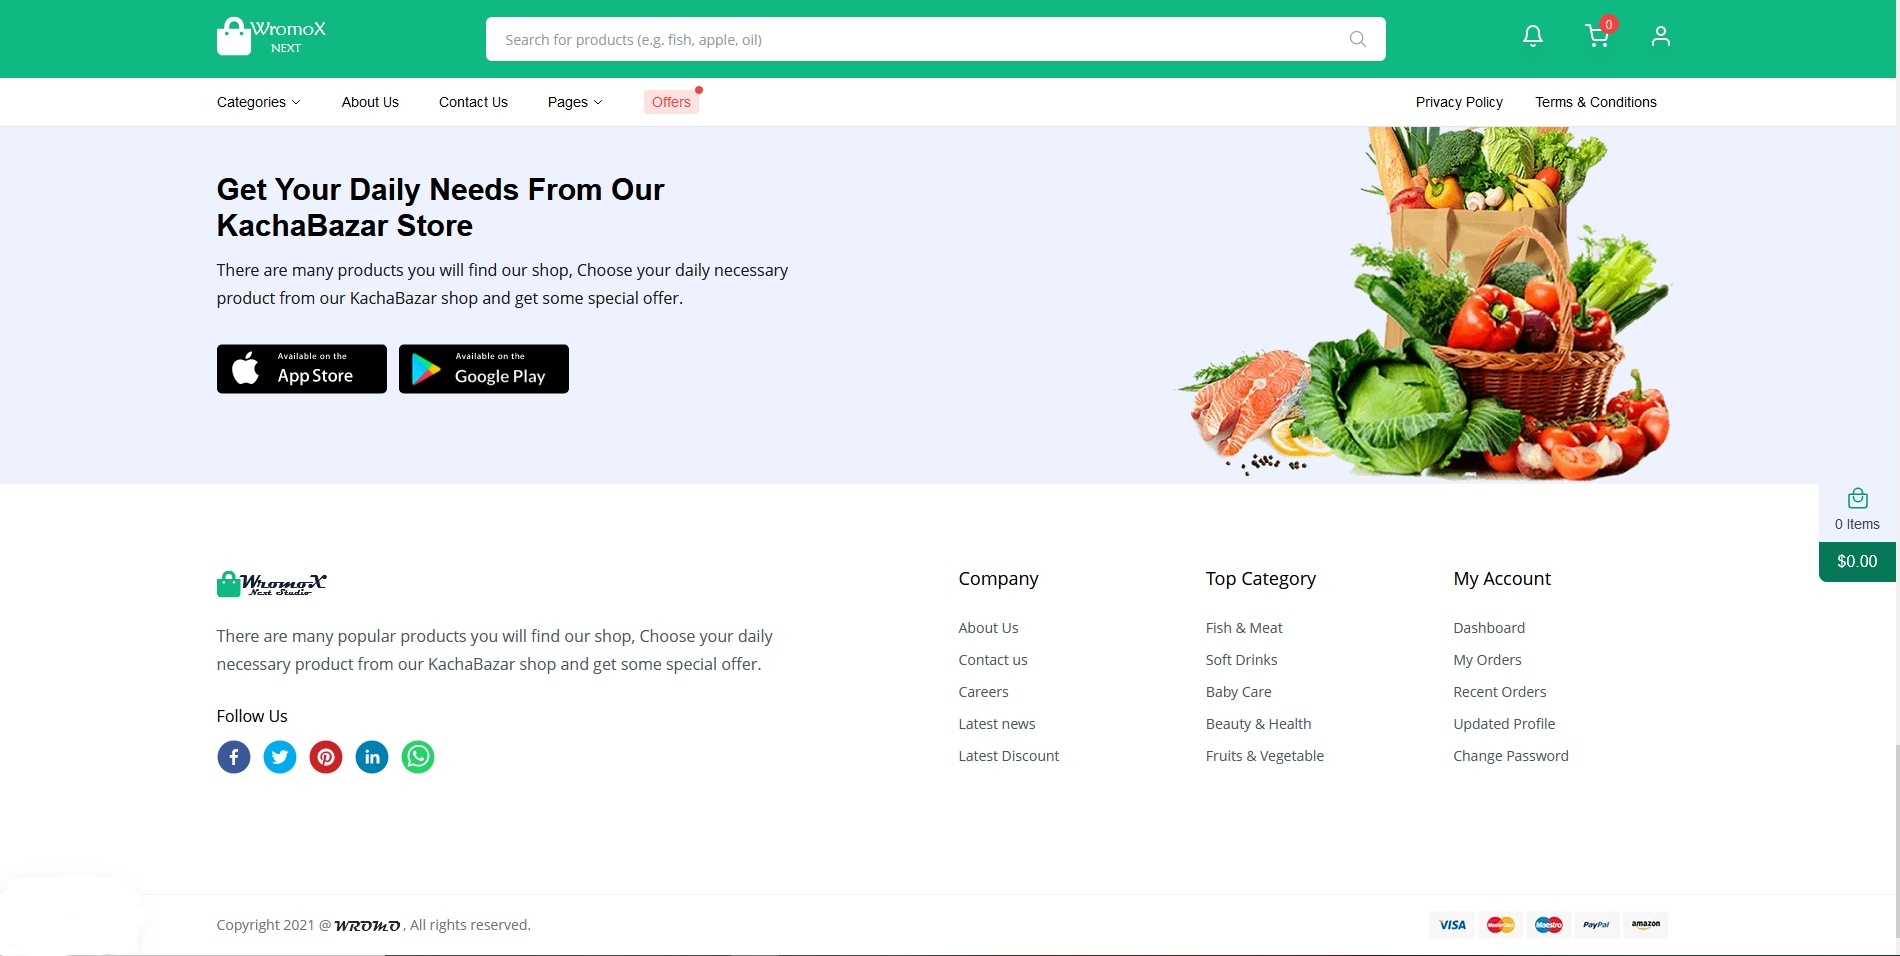 WromoX
NEXT
Search for products (e.g. fish, apple, oil)
0
Categories
About Us
Contact Us
Pages
Offers
Privacy Policy
Terms & Conditions
Get Your Daily Needs From Our
KachaBazar Store
There are many products you will find our shop, Choose your daily necessary
product from our KachaBazar shop and get some special offer.
Available on the
App Store
Available on the
Google Play
0 Items
$0.00
WromoX
Next Studio
There are many popular products you will find our shop, Choose your daily
necessary product from our KachaBazar shop and get some special offer.
Follow Us
Company
About Us
Contact us
Careers
Latest news
Latest Discount
Top Category
Fish & Meat
Soft Drinks
Baby Care
Beauty & Health
Fruits & Vegetable
My Account
Dashboard
My Orders
Recent Orders
Updated Profile
Change Password
Copyright 2021 @ WROMO , All rights reserved.
VISA
MasterCard
Maestro
PayPal
amazon